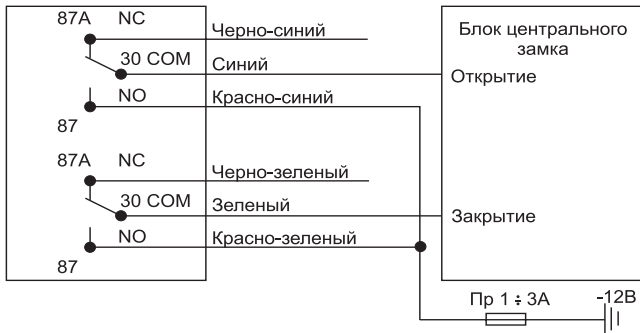 87A NC
Черно-синий
30 COM
Синий
NO
Красно-синий
87
87A NC
Черно-зеленый
30 COM
Зеленый
NO
Красно-зеленый
87
Блок центрального
замка
Открытие
Закрытие
Пр 1 ÷ 3А
-12В